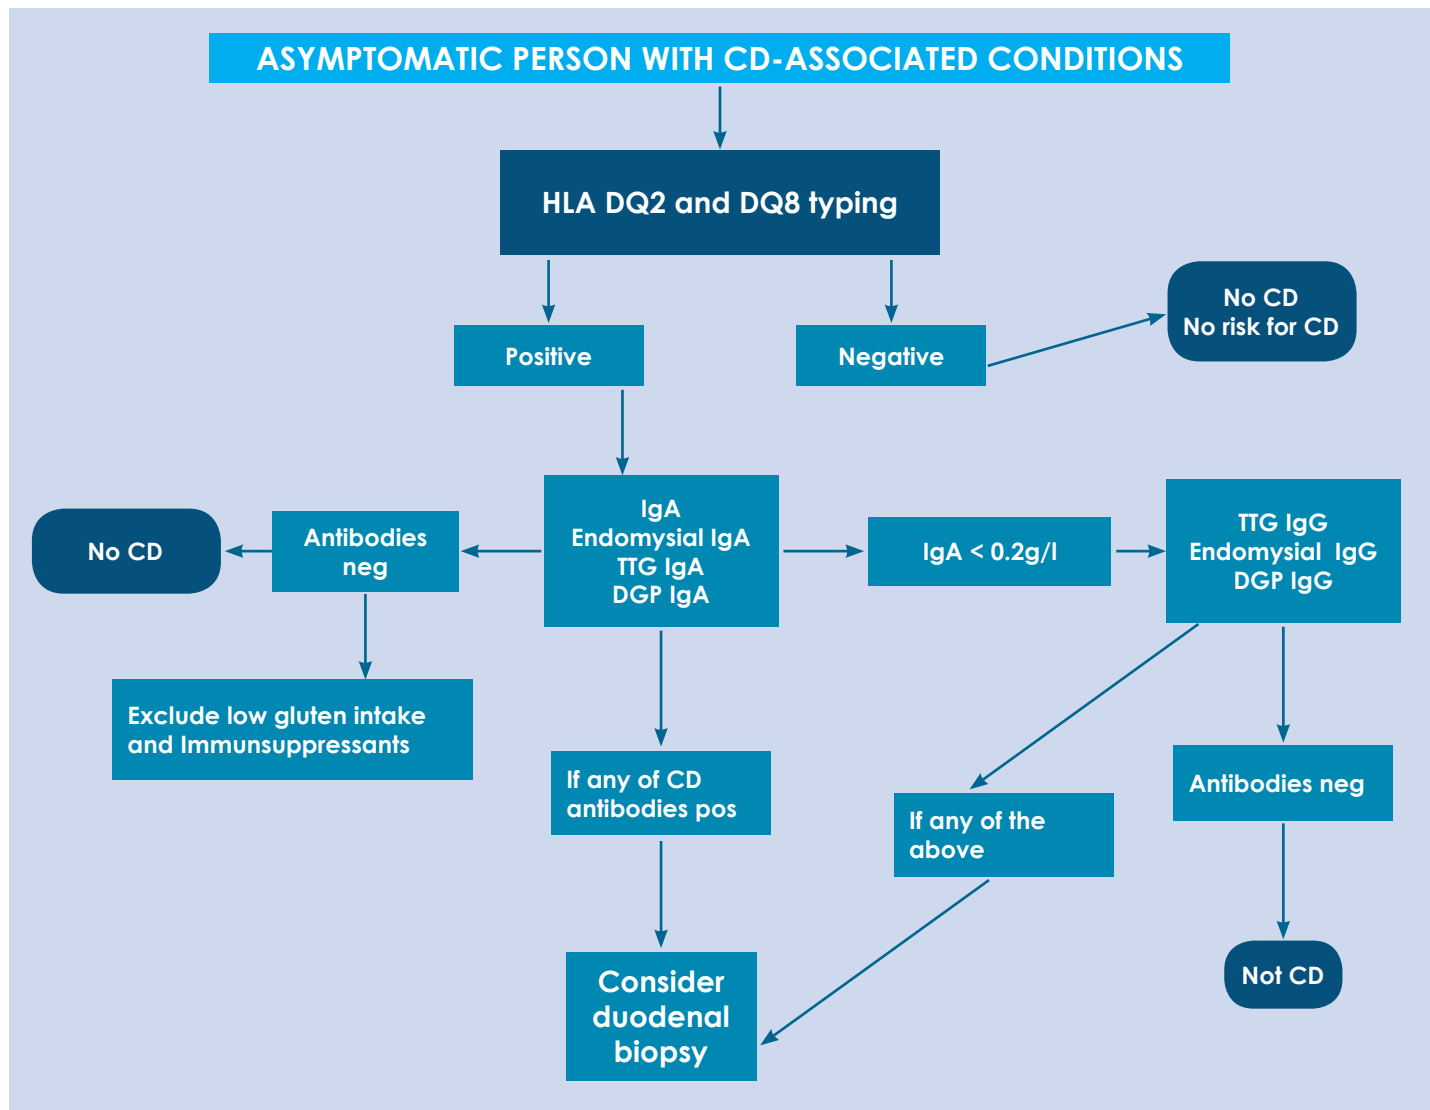 ASYMPTOMATIC PERSON WITH CD-ASSOCIATED CONDITIONS
HLA DQ2 and DQ8 typing
Positive
Negative
No CD
No risk for CD
No CD
Antibodies
neg
IgA
Endomysial IgA
TTG IgA
DGP IgA
IgA < 0.2g/l
TTG IgG
Endomysial IgG
DGP IgG
Exclude low gluten intake
and Immunsuppressants
If any of CD
antibodies pos
If any of the
above
Antibodies neg
Consider
duodenal
biopsy
Not CD